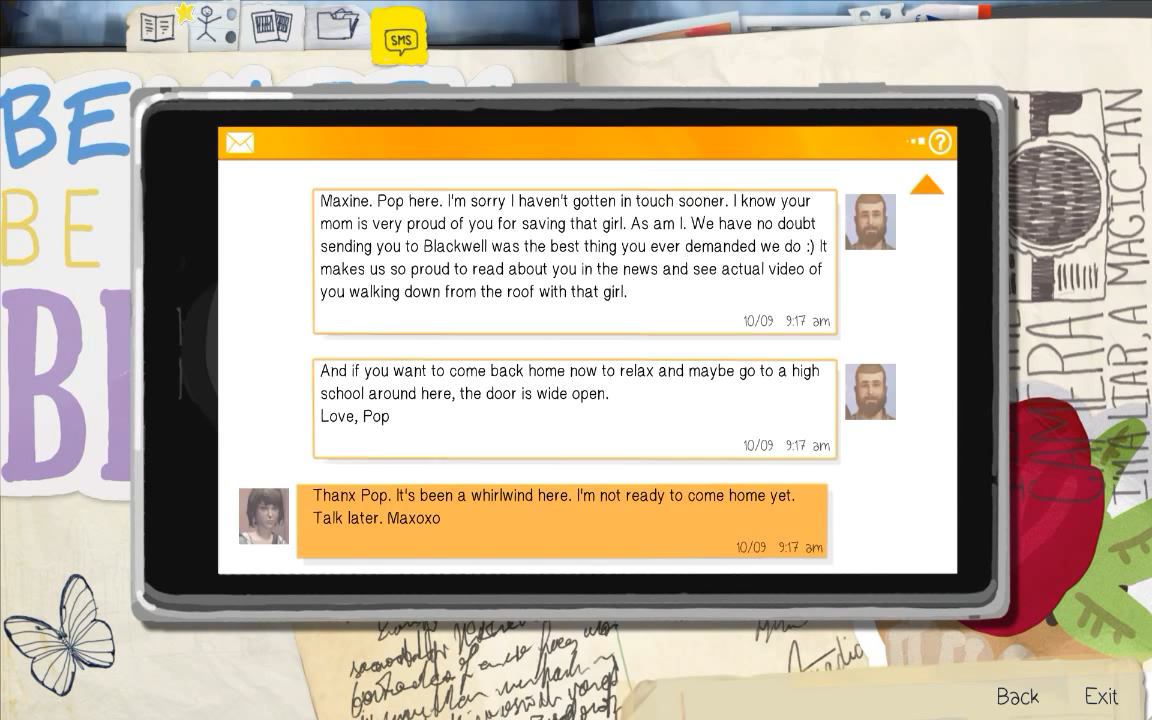 SMS
BE
BE
Maxine. Pop here. I'm sorry I haven't gotten in touch sooner. I know your
mom is very proud of you for saving that girl. As am I. We have no doubt
sending you to Blackwell was the best thing you ever demanded we do :) It
makes us so proud to read about you in the news and see actual video of
you walking down from the roof with that girl.
10/09 9:17 am
And if you want to come back home now to relax and maybe go to a high
school around here, the door is wide open.
Love, Pop
10/09 9:17 am
Thanx Pop. It's been a whirlwind here. I'm not ready to come home yet.
Talk later. Maxoxo
10/09 9:17 am
CAMERA
A MAGICIAN
Back Exit